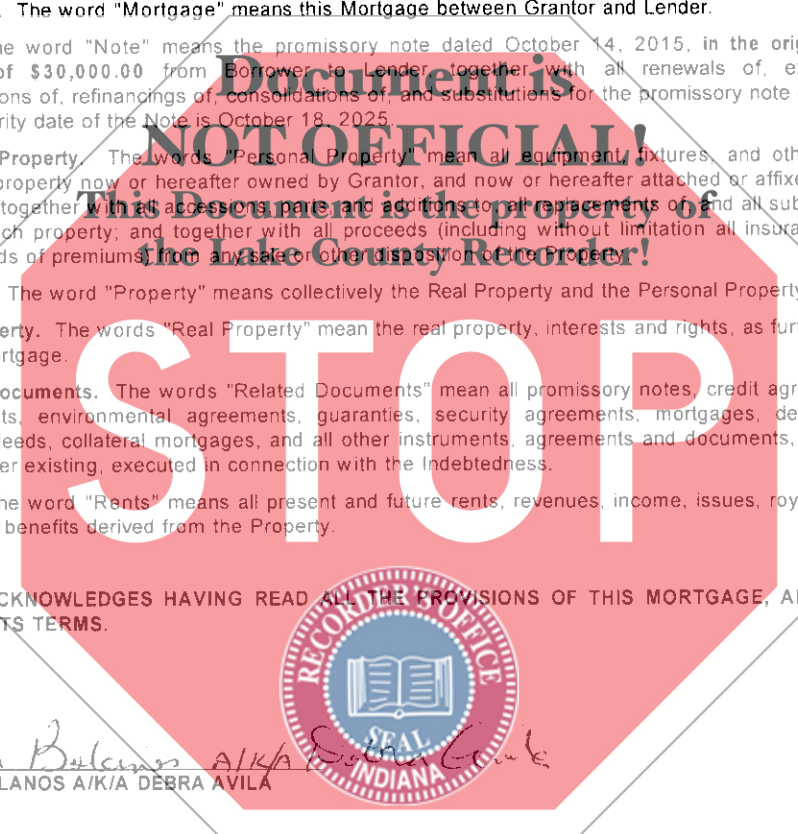 . The word "Mortgage" means this Mortgage between Grantor and Lender.
he word "Note" means the promissory note dated October 14, 2015, in the orig
of $30,000.00 from Borrower to Lender, together with all renewals of, ex
ons of, refinancings of, consolidations of, and substitutions for the promissory note
rity date of the Note is October 18, 2025.
Property. The words "Personal Property" mean all equipment, fixtures, and oth
property now or hereafter owned by Grantor, and now or hereafter attached or affixe
together with all accessions, parts, and additions to, all replacements of, and all sub
ch property; and together with all proceeds (including without limitation all insura
ds of premiums) from any sale or other disposition of the Property.
The word "Property" means collectively the Real Property and the Personal Property
erty. The words "Real Property" mean the real property, interests and rights, as fur
rtgage.
ocuments. The words "Related Documents" mean all promissory notes, credit agr
ts, environmental agreements, guaranties, security agreements, mortgages, de
eeds, collateral mortgages, and all other instruments, agreements and documents,
er existing, executed in connection with the Indebtedness.
he word "Rents" means all present and future rents, revenues, income, issues, roy
benefits derived from the Property.
CKNOWLEDGES HAVING READ ALL THE PROVISIONS OF THIS MORTGAGE, A
TS TERMS.
Bolanos A/K/A Debra
LANOS A/K/A DEBRA AVILA
Document is
NOT OFFICIAL!
This Document is the property of
the Lake County Recorder!
STOP
RECORDER'S OFFICE
SEAL
INDIANA